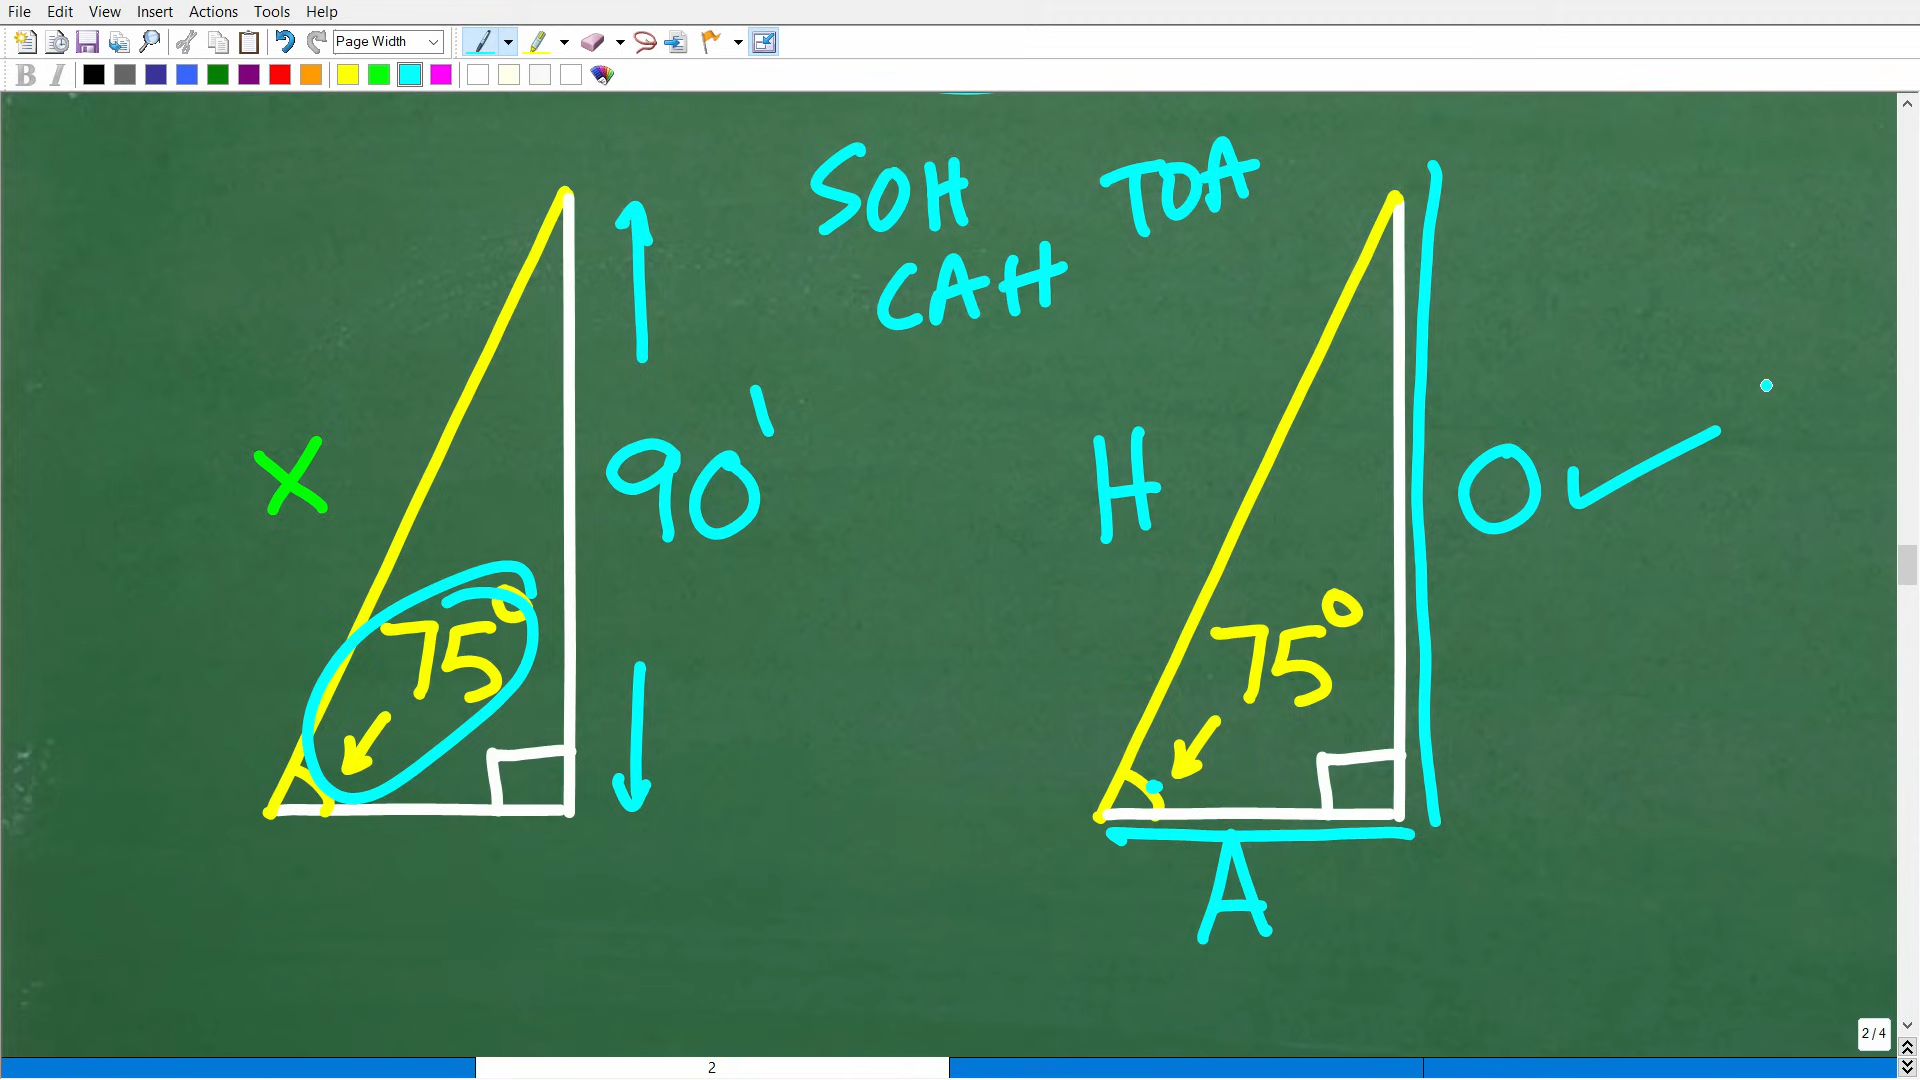 File Edit View Insert Actions Tools Help
Page Width
B I
SOH TOA
CAH
X
90'
75°
H
O
75°
A
2 / 4
2